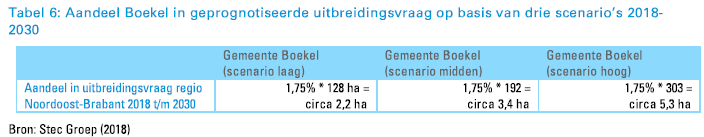 Tabel 6: Aandeel Boekel in geprognotiseerde uitbreidingsvraag op basis van drie scenario's 2018-
2030
Gemeente Boekel Gemeente Boekel Gemeente Boekel
(scenario laag) (scenario midden) (scenario hoog)
Aandeel in uitbreidingsvraag regio 1,75% * 128 ha = 1,75% * 192 = 1,75% * 303 =
Noordoost-Brabant 2018 t/m 2030 circa 2,2 ha circa 3,4 ha circa 5,3 ha
Bron: Stec Groep (2018)